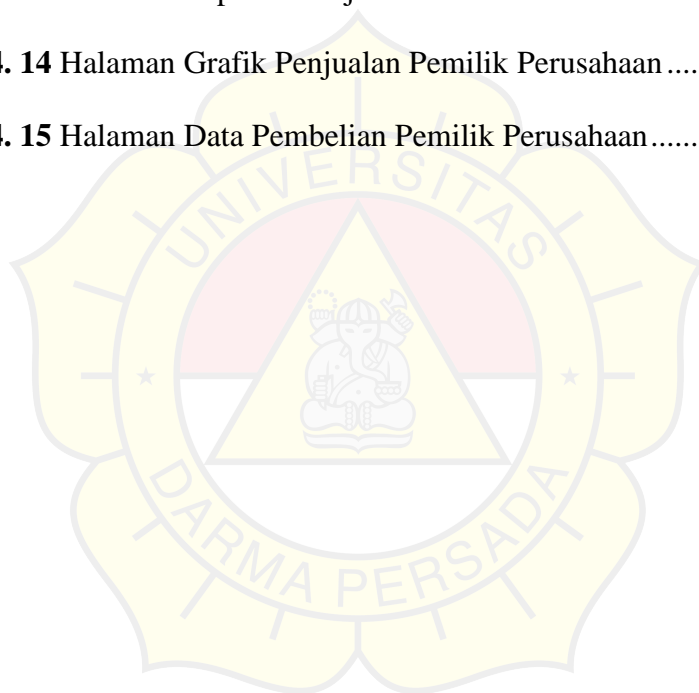 4. 14 Halaman Grafik Penjualan Pemilik Perusahaan ....
4. 15 Halaman Data Pembelian Pemilik Perusahaan ......
UNIVERSITAS
DARMA PERSADA